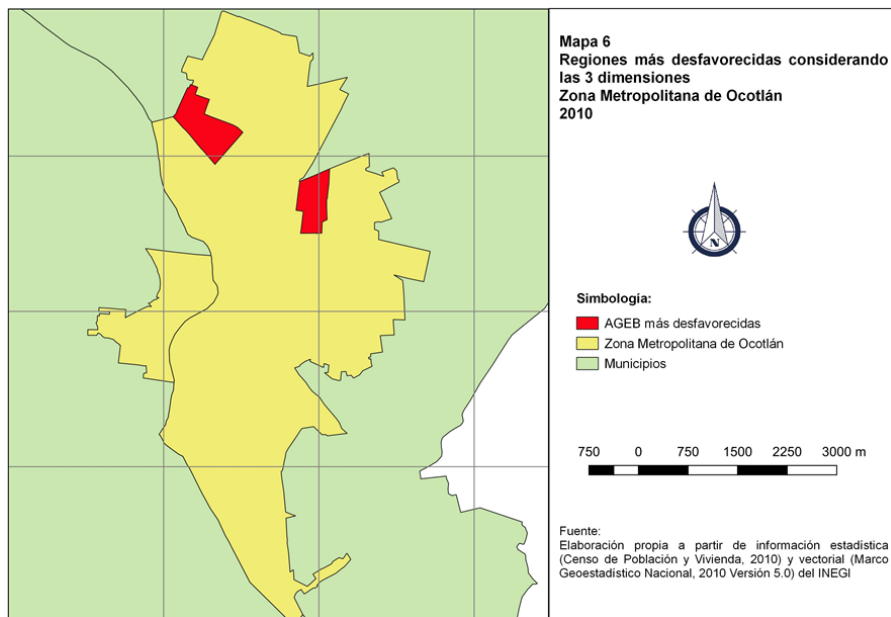 Mapa 6
Regiones más desfavorecidas considerando
las 3 dimensiones
Zona Metropolitana de Ocotlán
2010
N
Simbología:
AGEB más desfavorecidas
Zona Metropolitana de Ocotlán
Municipios
750 0 750 1500 2250 3000 m
Fuente:
Elaboración propia a partir de información estadística
(Censo de Población y Vivienda, 2010) y vectorial (Marco
Geoestadístico Nacional, 2010 Versión 5.0) del INEGI